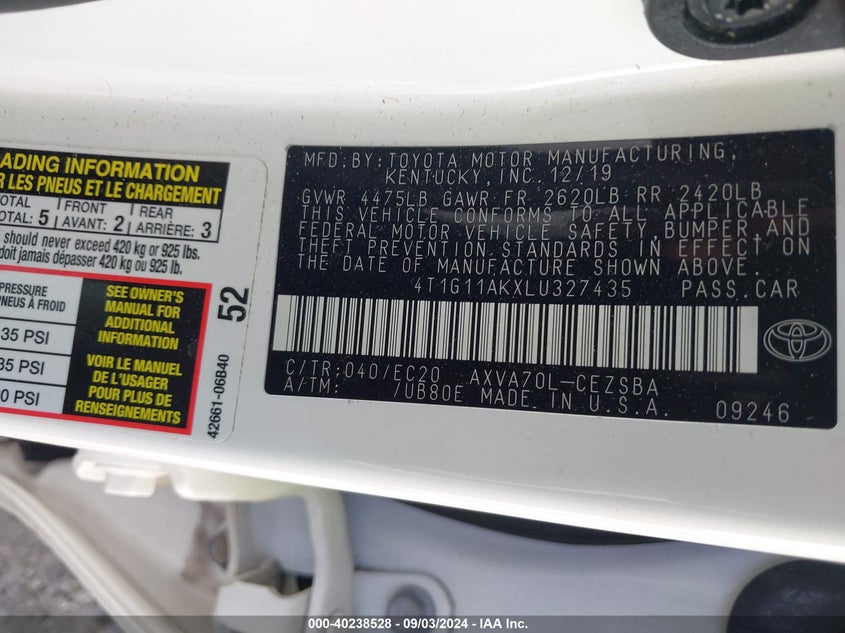 ADING INFORMATION
R LES PNEUS ET LE CHARGEMENT
TOTAL FRONT REAR
TOTAL: 5 AVANT: 2 ARRIÈRE: 3
should never exceed 420 kg or 925 lbs.
doit jamais dépasser 420 kg ou 925 lb.
PRESSURE
PNEUS À FROID
35 PSI
35 PSI
0 PSI
SEE OWNER'S
MANUAL FOR
ADDITIONAL
INFORMATION
VOIR LE MANUEL
DE L'USAGER
POUR PLUS DE
RENSEIGNEMENTS
52
42661-06B40
MFD. BY: TOYOTA MOTOR MANUFACTURING,
KENTUCKY, INC. 12/19
GVWR 4475LB GAWR FR 2620LB RR 2420LB
THIS VEHICLE CONFORMS TO ALL APPLICABLE
FEDERAL MOTOR VEHICLE SAFETY, BUMPER, AND
THEFT PREVENTION STANDARDS IN EFFECT ON
THE DATE OF MANUFACTURE SHOWN ABOVE.
4T1G11AKXLU327435 PASS. CAR
C/TR: 040/EC20 AXVA70L-CEZSBA
A/TM: /UB80E MADE IN U.S.A. 09246
000-40238528 - 09/03/2024 - IAA Inc.